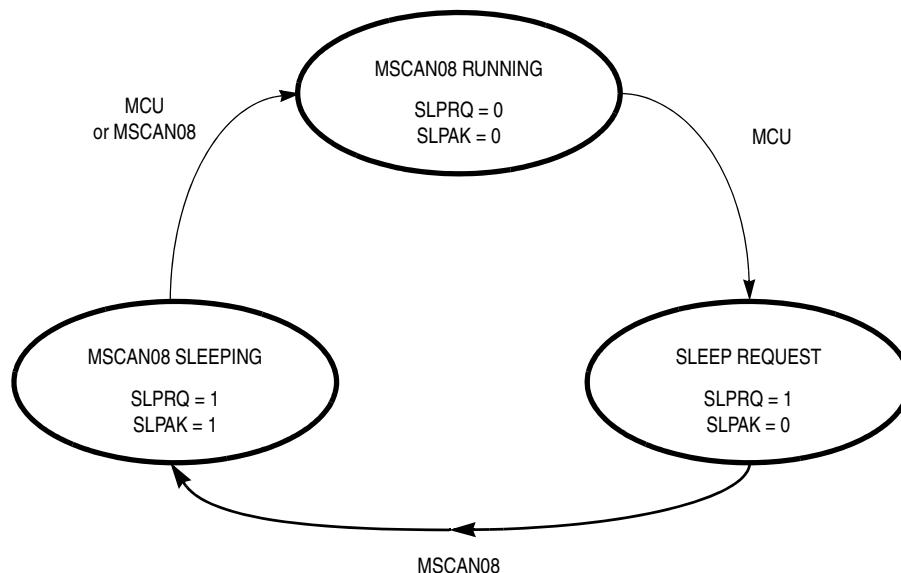 MSCAN08 RUNNING
SLPRQ = 0
SLPAK = 0
MCU
or MSCAN08
MCU
MSCAN08 SLEEPING
SLPRQ = 1
SLPAK = 1
SLEEP REQUEST
SLPRQ = 1
SLPAK = 0
MSCAN08